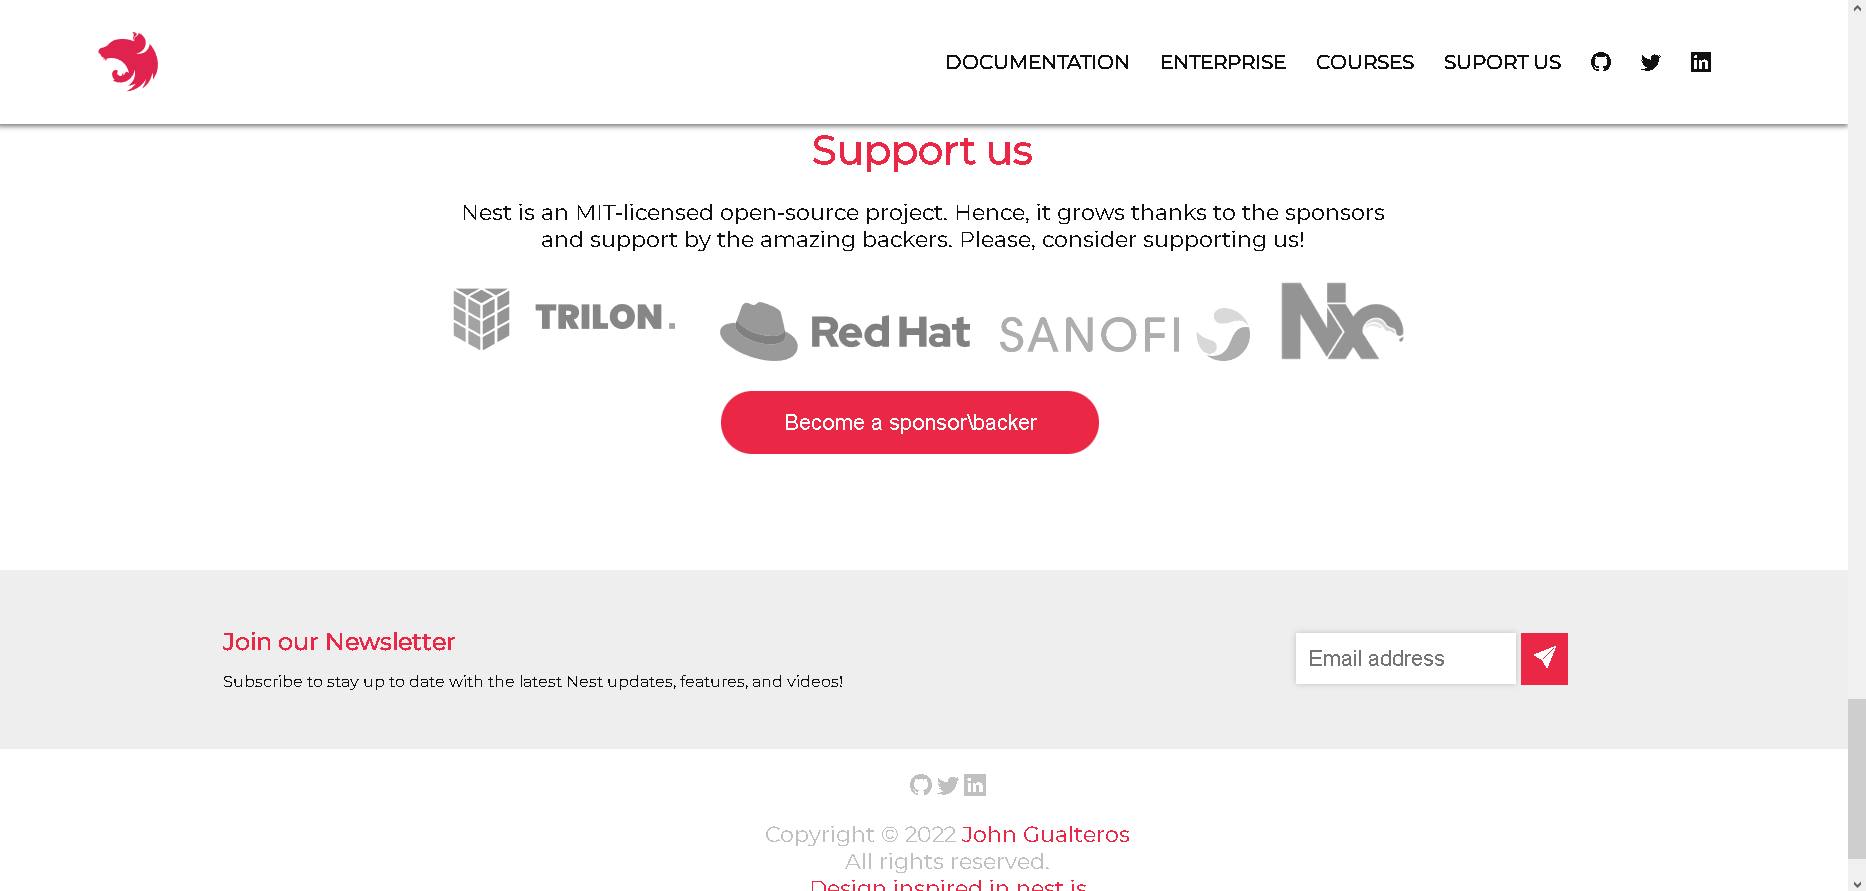 DOCUMENTATION ENTERPRISE COURSES SUPORT US
Support us
Nest is an MIT-licensed open-source project. Hence, it grows thanks to the sponsors
and support by the amazing backers. Please, consider supporting us!
TRILON. Red Hat SANOFI Nx
Become a sponsor\backer
Join our Newsletter
Subscribe to stay up to date with the latest Nest updates, features, and videos!
Email address
Copyright © 2022 John Gualteros
All rights reserved.
Design inspired in nest js